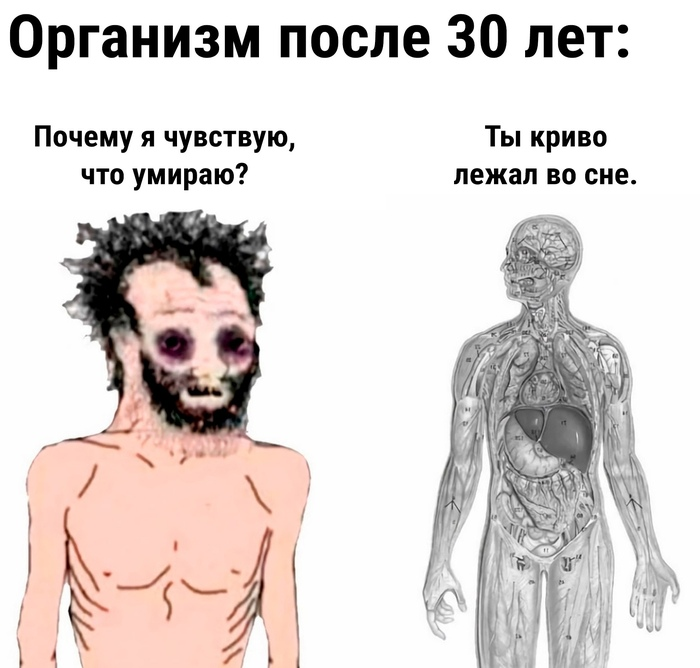 Организм после 30 лет:
Почему я чувствую,
что умираю?
Ты криво
лежал во сне.